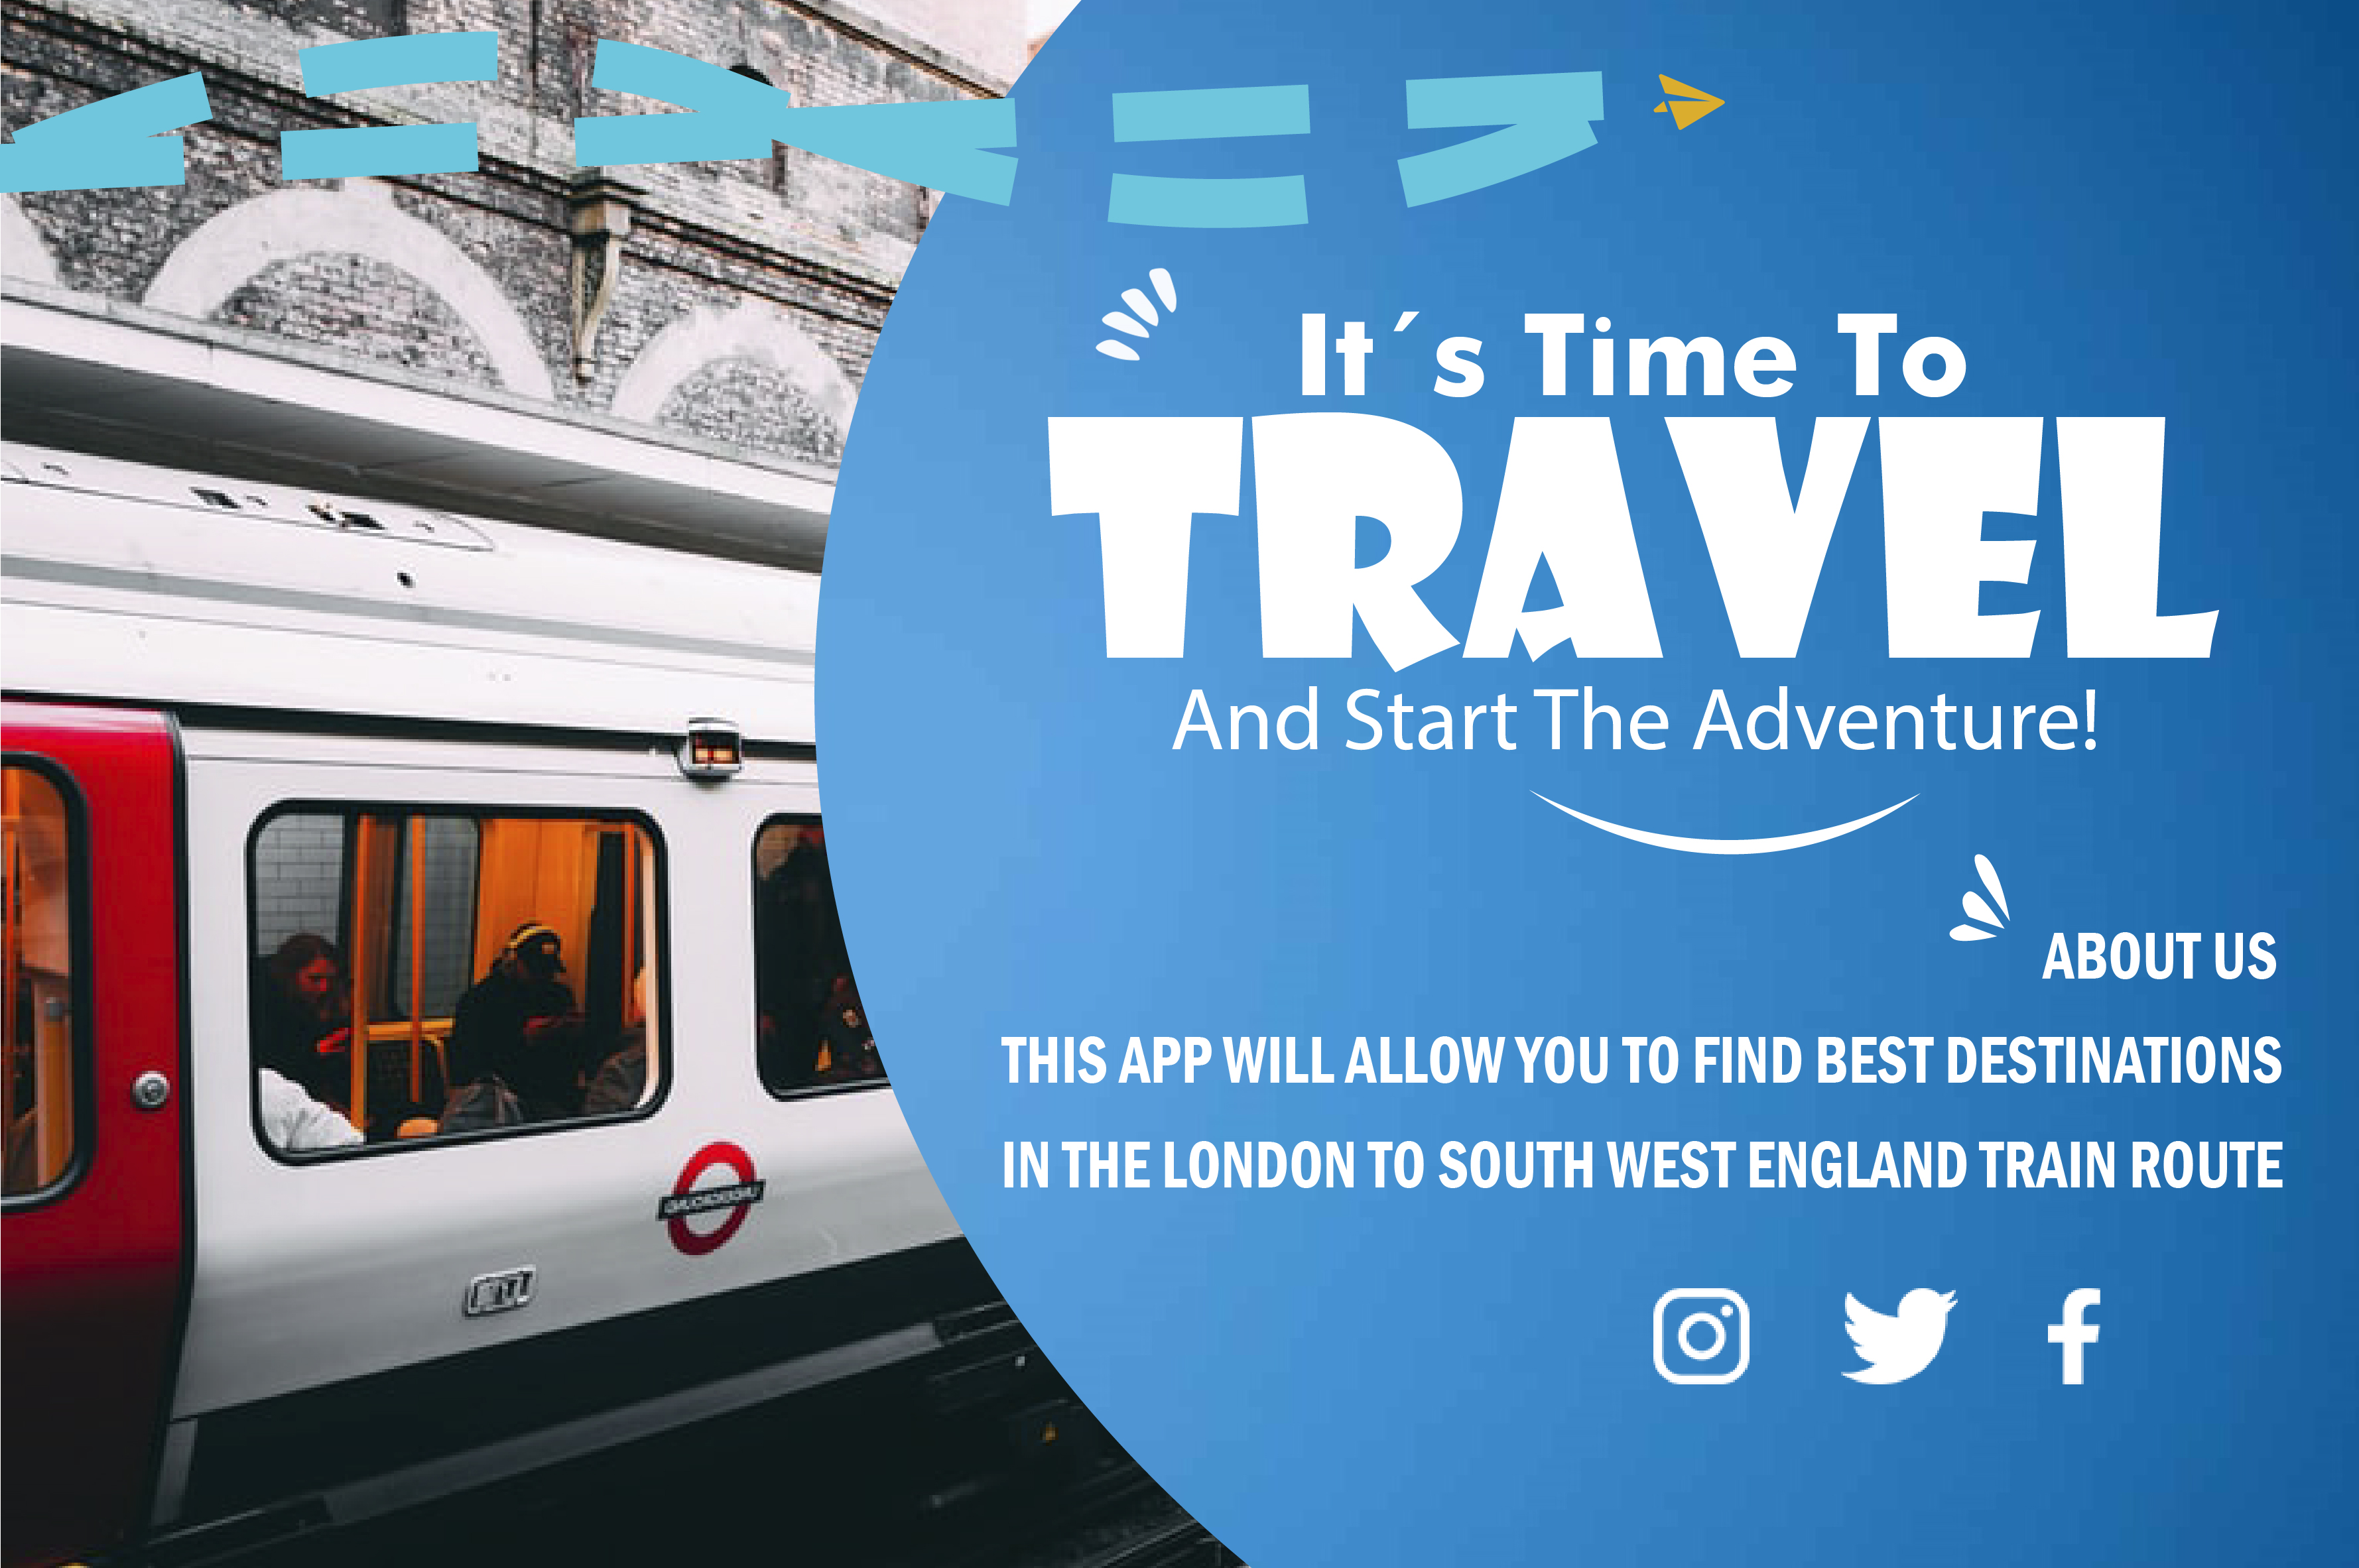 It´s Time To
TRAVEL
And Start The Adventure!
ABOUT US
THIS APP WILL ALLOW YOU TO FIND BEST DESTINATIONS
IN THE LONDON TO SOUTH WEST ENGLAND TRAIN ROUTE